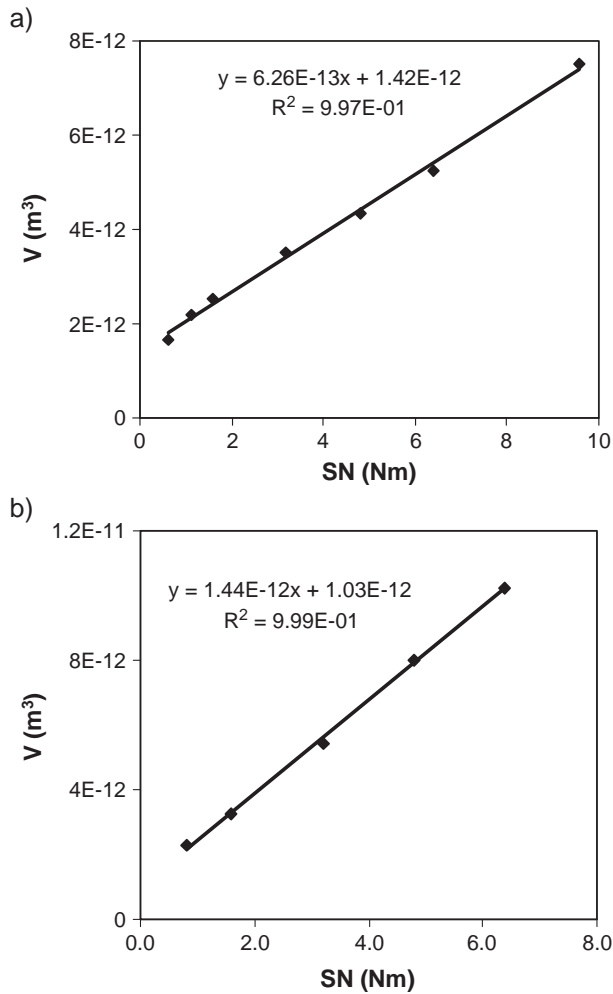 a)
8E-12
y = 6.26E-13x + 1.42E-12
R² = 9.97E-01
6E-12
V (m³)
4E-12
2E-12
0
0 2 4 6 8 10
SN (Nm)
b)
1.2E-11
y = 1.44E-12x + 1.03E-12
R² = 9.99E-01
8E-12
V (m³)
4E-12
0
0.0 2.0 4.0 6.0 8.0
SN (Nm)